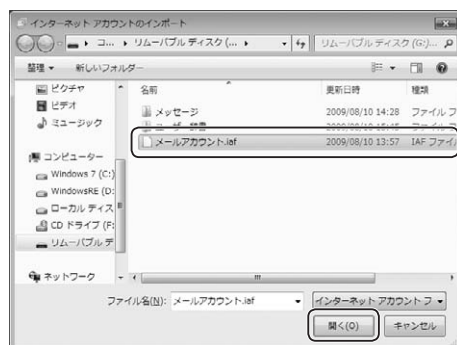 インターネット アカウントのインポート
コ... ▸ リムーバブル ディスク (... ▸
リムーバブル ディスク (G:)...
整理 ▾ 新しいフォルダー
名前 更新日時 種類
ピクチャ
ビデオ
ミュージック
コンピューター
Windows 7 (C:)
WindowsRE (D:
ローカル ディス
CD ドライブ (F:
リムーバブル デ
ネットワーク
メッセージ 2009/08/10 14:28 ファイル フ
メールアカウント.iaf 2009/08/10 13:57 IAF ファイ
ファイル名(N): メールアカウント.iaf
インターネット アカウント フ
開く(O) キャンセル